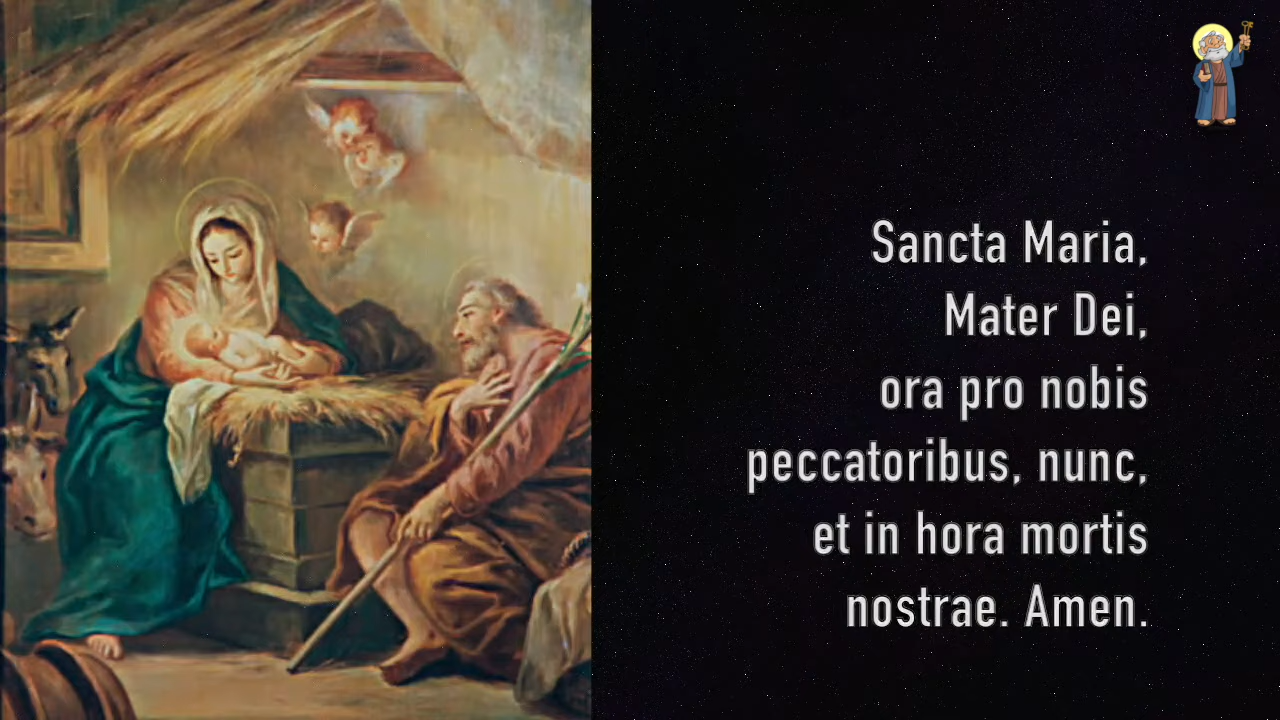 Sancta Maria,
Mater Dei,
ora pro nobis
peccatoribus, nunc,
et in hora mortis
nostrae. Amen.